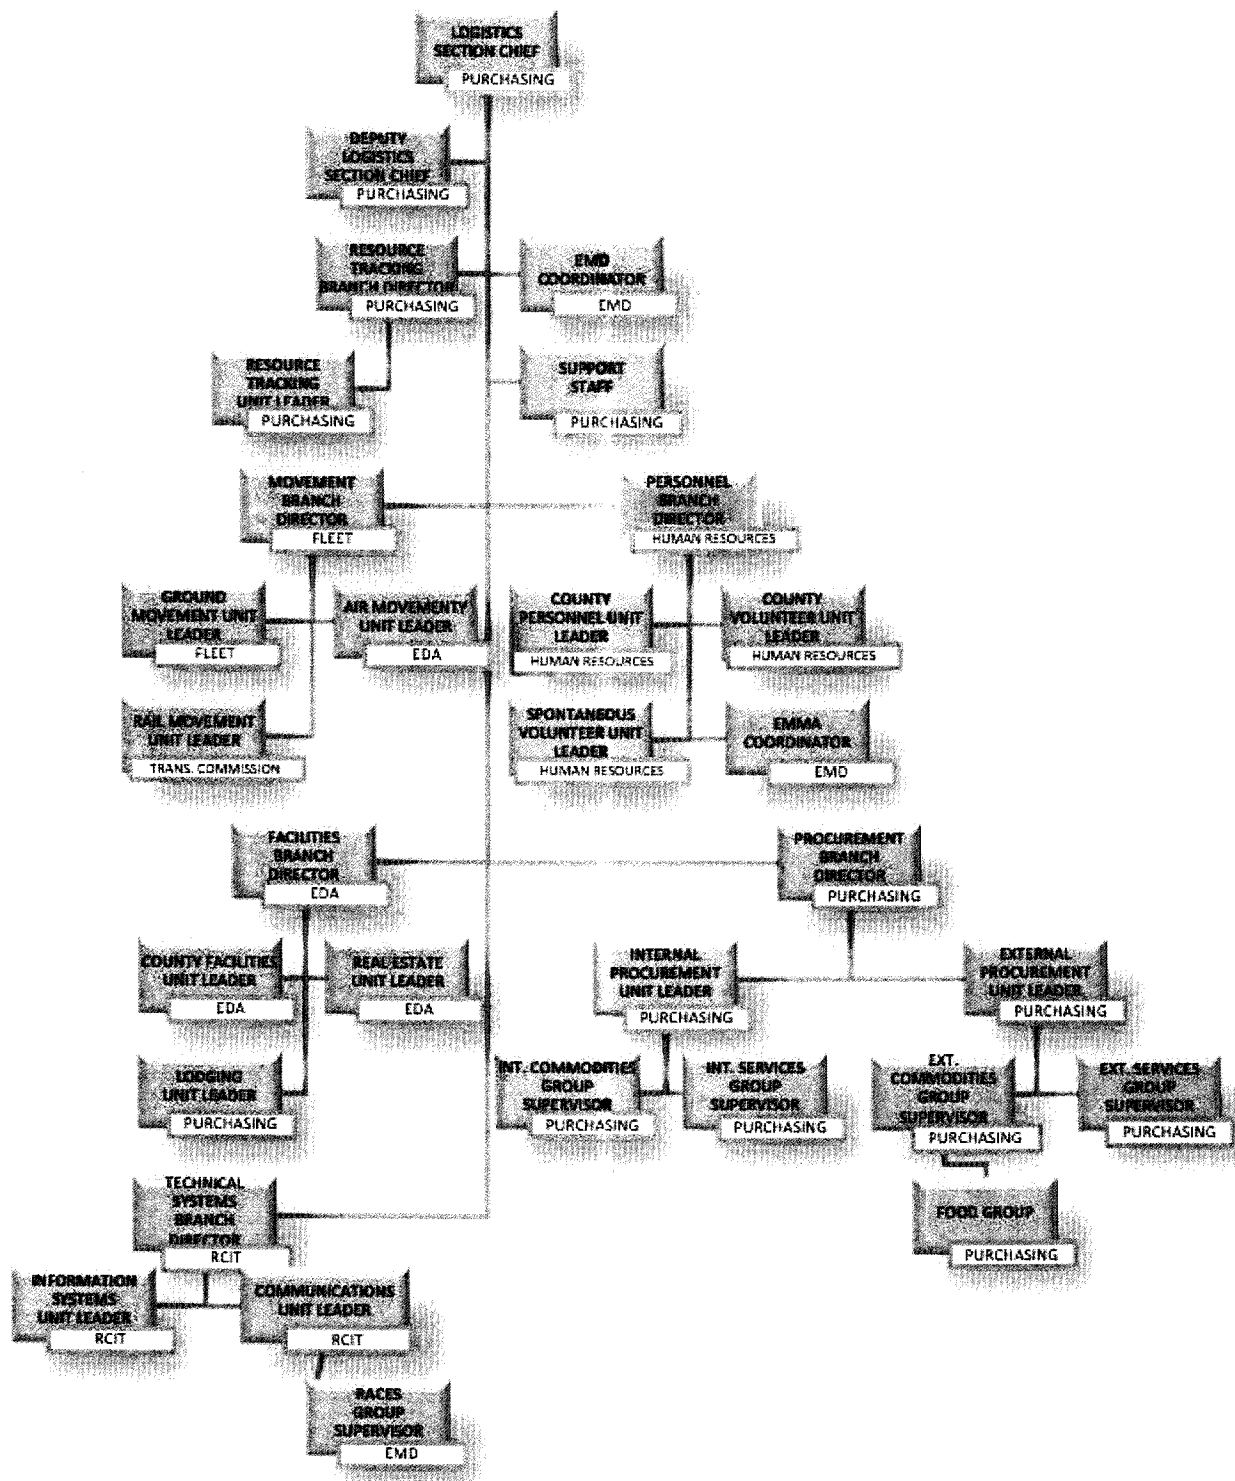 LOGISTICS
SECTION CHIEF
PURCHASING
DEPUTY
LOGISTICS
SECTION CHIEF
PURCHASING
RESOURCE
TRACKING
BRANCH DIRECTOR
PURCHASING
EMD
COORDINATOR
EMD
RESOURCE
TRACKING
UNIT LEADER
PURCHASING
SUPPORT
STAFF
PURCHASING
MOVEMENT
BRANCH
DIRECTOR
FLEET
PERSONNEL
BRANCH
DIRECTOR
HUMAN RESOURCES
GROUND
MOVEMENT UNIT
LEADER
FLEET
AIR MOVEMENTY
UNIT LEADER
EDA
COUNTY
PERSONNEL UNIT
LEADER
HUMAN RESOURCES
COUNTY
VOLUNTEER UNIT
LEADER
HUMAN RESOURCES
RAIL MOVEMENT
UNIT LEADER
TRANS. COMMISSION
SPONTANEOUS
VOLUNTEER UNIT
LEADER
HUMAN RESOURCES
EMMA
COORDINATOR
EMD
FACILITIES
BRANCH
DIRECTOR
EDA
PROCUREMENT
BRANCH
DIRECTOR
PURCHASING
COUNTY FACILITIES
UNIT LEADER
EDA
REAL ESTATE
UNIT LEADER
EDA
INTERNAL
PROCUREMENT
UNIT LEADER
PURCHASING
EXTERNAL
PROCUREMENT
UNIT LEADER
PURCHASING
LODGING
UNIT LEADER
PURCHASING
INT. COMMODITIES
GROUP
SUPERVISOR
PURCHASING
INT. SERVICES
GROUP
SUPERVISOR
PURCHASING
EXT.
COMMODITIES
GROUP
SUPERVISOR
PURCHASING
EXT. SERVICES
GROUP
SUPERVISOR
PURCHASING
TECHNICAL
SYSTEMS
BRANCH
DIRECTOR
RCIT
FOOD GROUP
PURCHASING
INFORMATION
SYSTEMS
UNIT LEADER
RCIT
COMMUNICATIONS
UNIT LEADER
RCIT
RACES
GROUP
SUPERVISOR
EMD